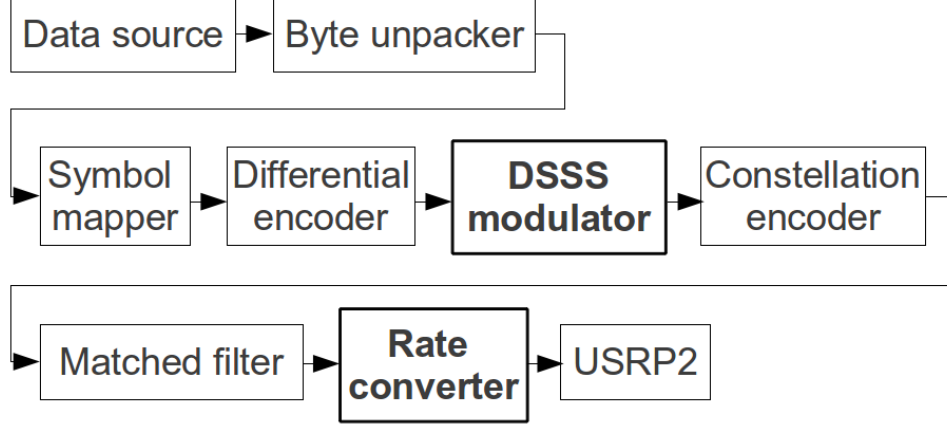 Data source
Byte unpacker
Symbol
mapper
Differential
encoder
DSSS
modulator
Constellation
encoder
Matched filter
Rate
converter
USRP2